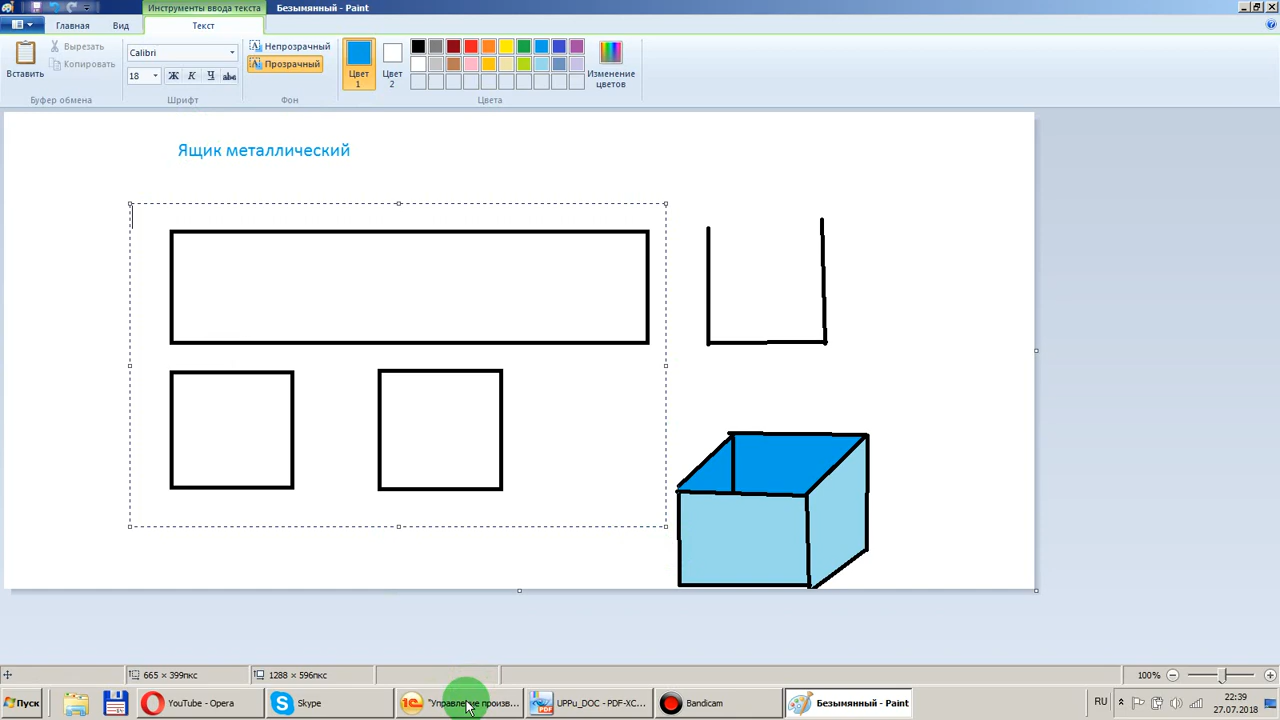 Инструменты ввода текста
Безымянный - Paint
Главная
Вид
Текст
Вставить
Вырезать
Копировать
Буфер обмена
Calibri
18
Ж К Ч abc
Шрифт
Непрозрачный
Прозрачный
Фон
Цвет 1
Цвет 2
Изменение цветов
Цвета
Ящик металлический
665 × 399пкс
1288 × 596пкс
100%
Пуск
YouTube - Opera
Skype
"Управление произв...
UPPu_DOC - PDF-XC...
Bandicam
Безымянный - Paint
RU
22:39
27.07.2018